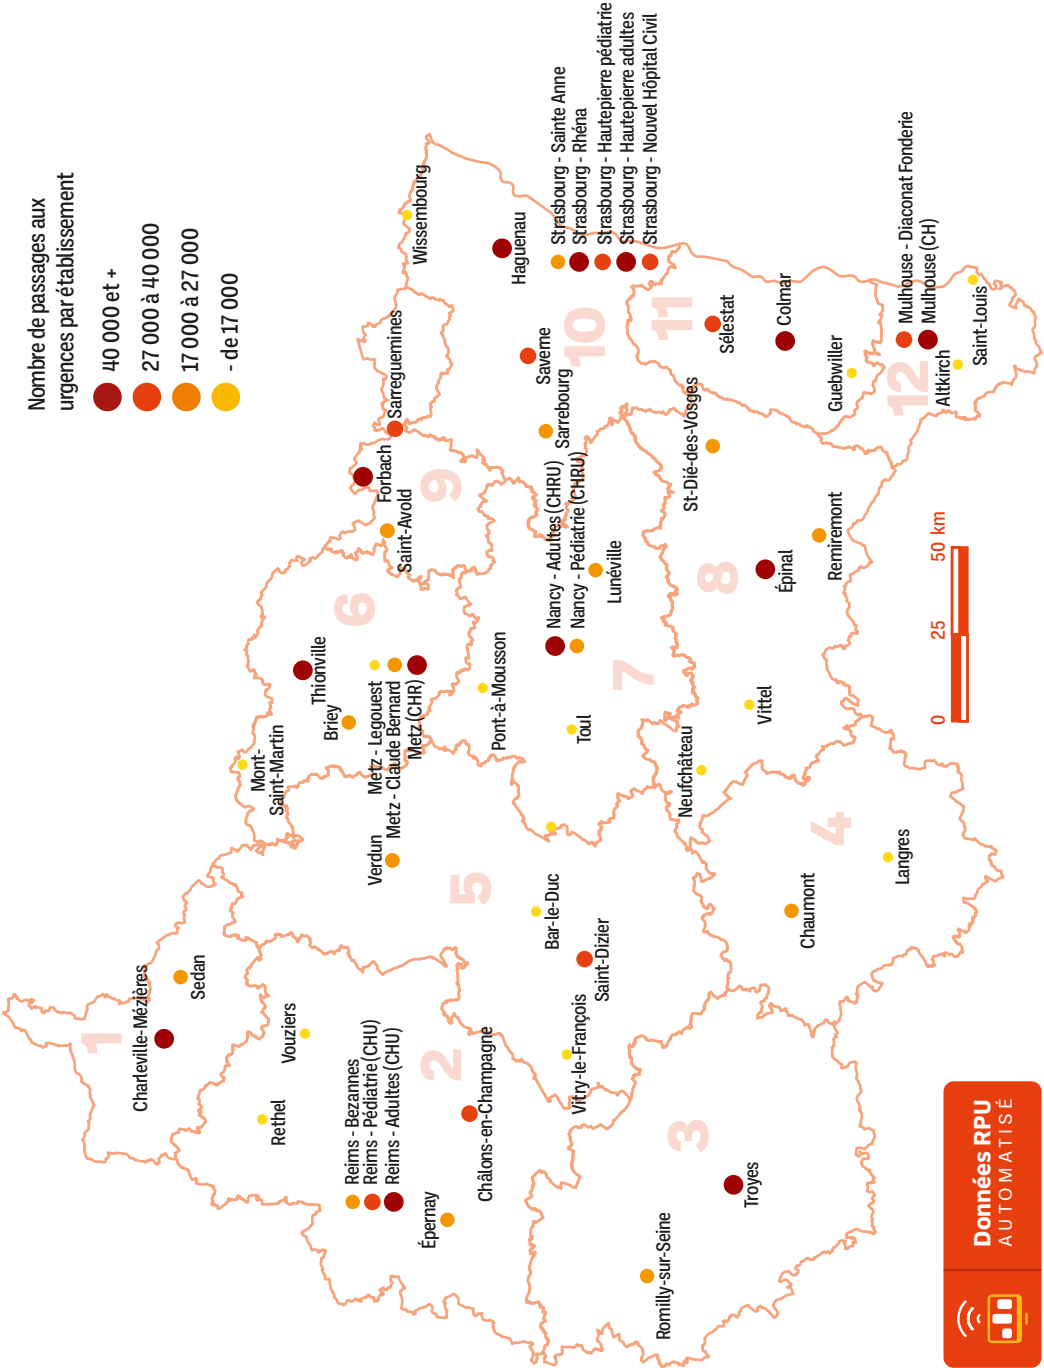 Nombre de passages aux
urgences par établissement
40 000 et +
27 000 à 40 000
17 000 à 27 000
- de 17 000
1
Charleville-Mézières
Sedan
Rethel
Vouziers
2
Reims - Bezannes
Reims - Pédiatrie (CHU)
Reims - Adultes (CHU)
Épernay
Châlons-en-Champagne
Vitry-le-François
3
Romilly-sur-Seine
Troyes
4
Chaumont
Langres
5
Verdun
Bar-le-Duc
Saint-Dizier
6
Mont-
Saint-Martin
Briey
Thionville
Metz - Legouest
Metz - Claude Bernard
Metz (CHR)
7
Pont-à-Mousson
Toul
Nancy - Adultes (CHRU)
Nancy - Pédiatrie (CHRU)
Lunéville
8
Neufchâteau
Vittel
Épinal
Remiremont
St-Dié-des-Vosges
9
Forbach
Saint-Avold
Sarreguemines
10
Wissembourg
Haguenau
Saverne
Sarrebourg
Strasbourg - Sainte Anne
Strasbourg - Rhéna
Strasbourg - Hautepierre pédiatrie
Strasbourg - Hautepierre adultes
Strasbourg - Nouvel Hôpital Civil
11
Sélestat
Colmar
Guebwiller
12
Mulhouse - Diaconat Fonderie
Mulhouse (CH)
Altkirch
Saint-Louis
0 25 50 km
Données RPU
AUTOMATISÉ